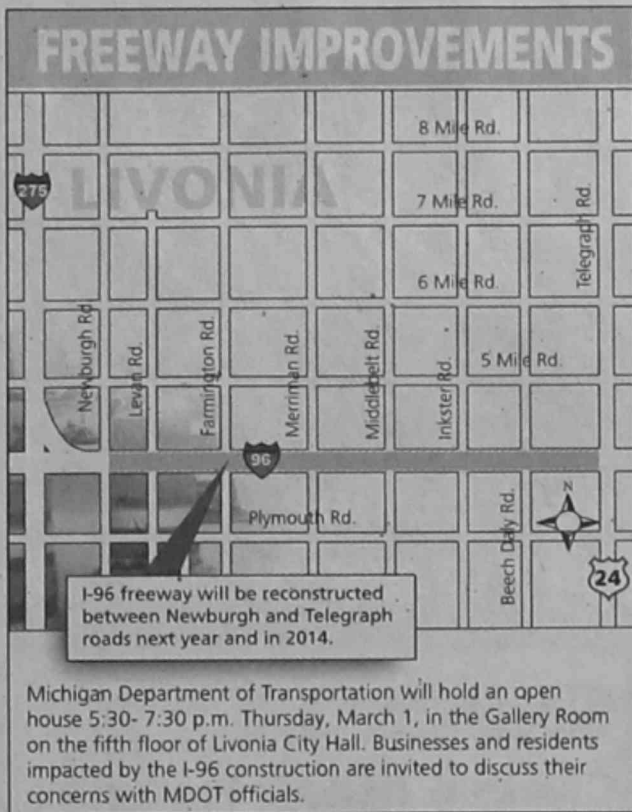 FREEWAY IMPROVEMENTS
8 Mile Rd.
275
LIVONIA
7 Mile Rd.
Telegraph Rd.
6 Mile Rd.
Newburgh Rd.
Levan Rd.
Farmington Rd.
Merriman Rd.
Middlebelt Rd.
Inkster Rd.
5 Mile Rd.
96
Plymouth Rd.
Beech Daly Rd.
N
24
I-96 freeway will be reconstructed
between Newburgh and Telegraph
roads next year and in 2014.
Michigan Department of Transportation will hold an open
house 5:30- 7:30 p.m. Thursday, March 1, in the Gallery Room
on the fifth floor of Livonia City Hall. Businesses and residents
impacted by the I-96 construction are invited to discuss their
concerns with MDOT officials.